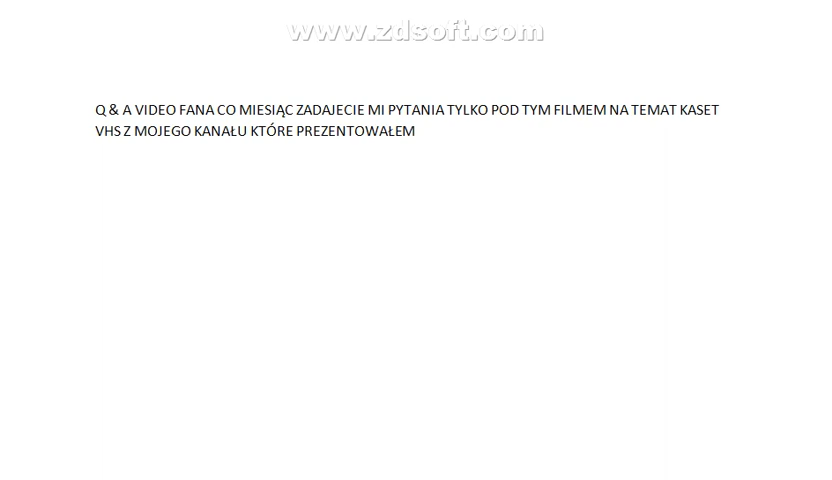 www.zdsoft.com
Q & A VIDEO FANA CO MIESIĄC ZADAJECIE MI PYTANIA TYLKO POD TYM FILMEM NA TEMAT KASET
VHS Z MOJEGO KANAŁU KTÓRE PREZENTOWAŁEM